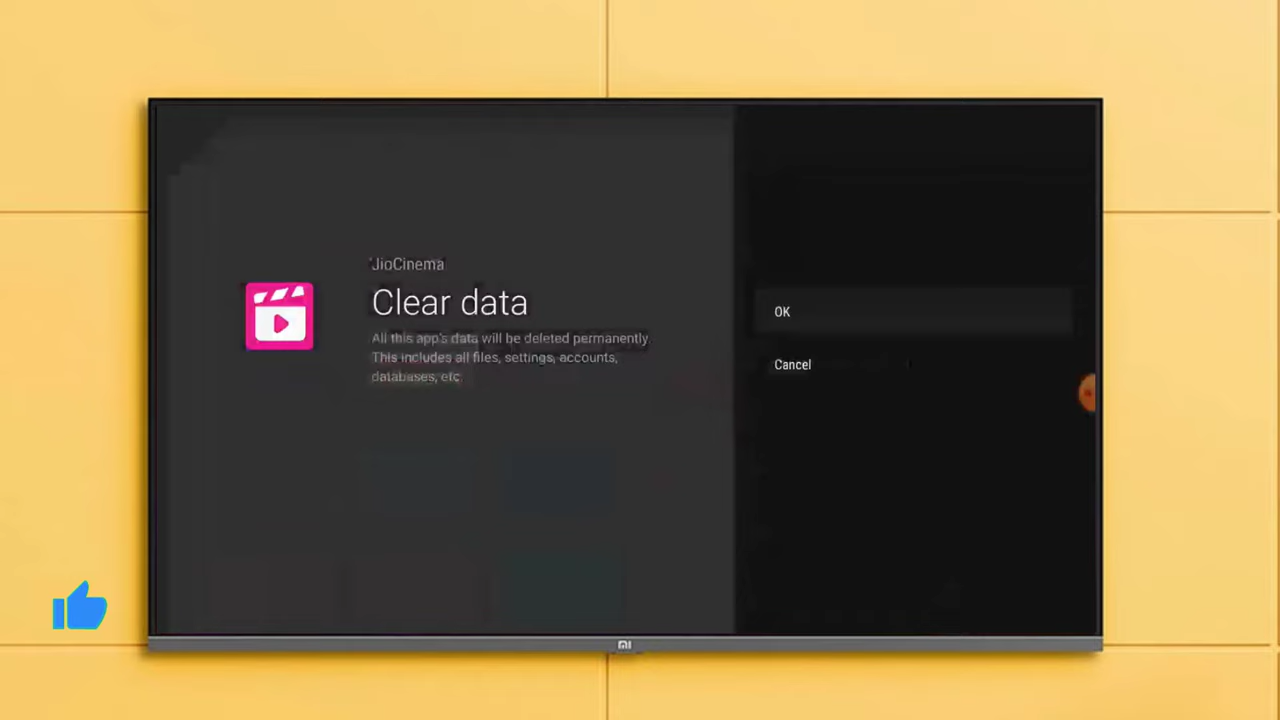 JioCinema
Clear data
All this app's data will be deleted permanently.
This includes all files, settings, accounts,
databases, etc.
OK
Cancel
mi